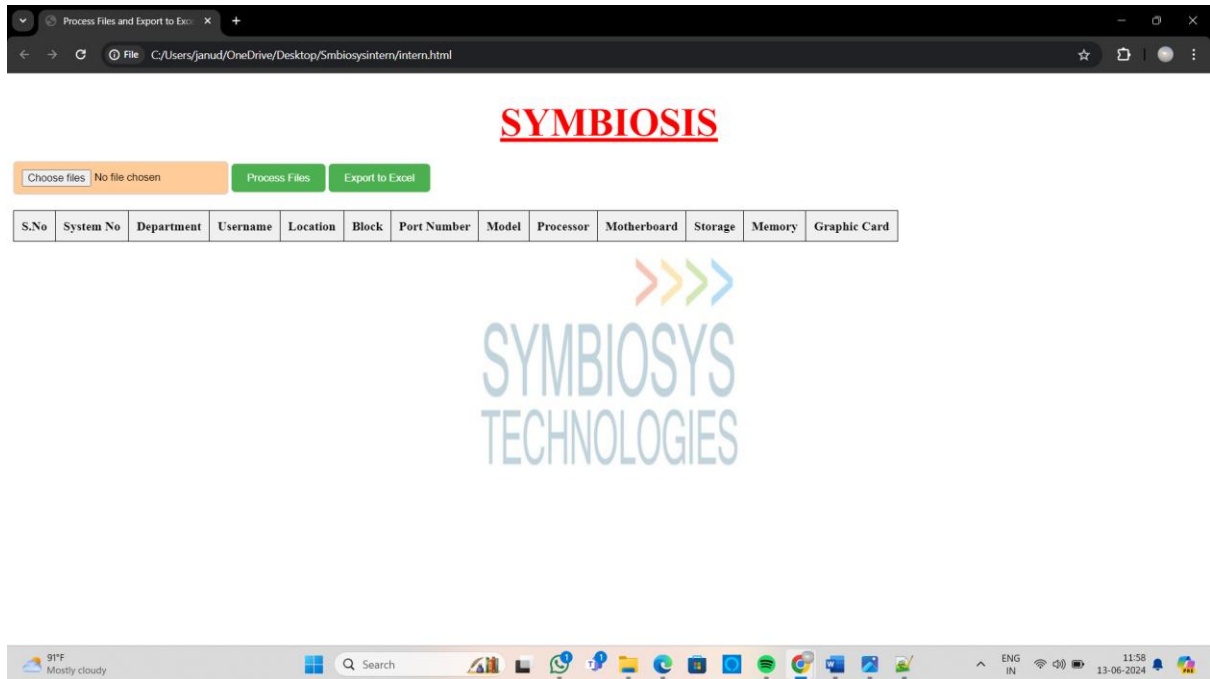 Process Files and Export to Exc
File C:/Users/janud/OneDrive/Desktop/Smbiosysintern/intern.html
SYMBIOSIS
Choose files No file chosen Process Files Export to Excel
S.No System No Department Username Location Block Port Number Model Processor Motherboard Storage Memory Graphic Card
SYMBIOSYS
TECHNOLOGIES
91°F
Mostly cloudy
Search
ENG
IN
11:58
13-06-2024